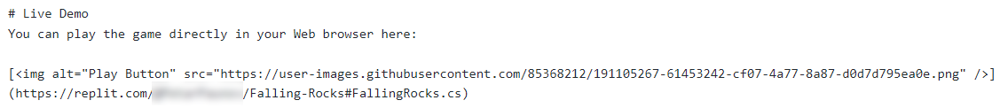 # Live Demo
You can play the game directly in your Web browser here:
[<img alt="Play Button" src="https://user-images.githubusercontent.com/85368212/191105267-61453242-cf07-4a77-8a87-d0d7d795ea0e.png" />]
(https://replit.com/ /Falling-Rocks#FallingRocks.cs)